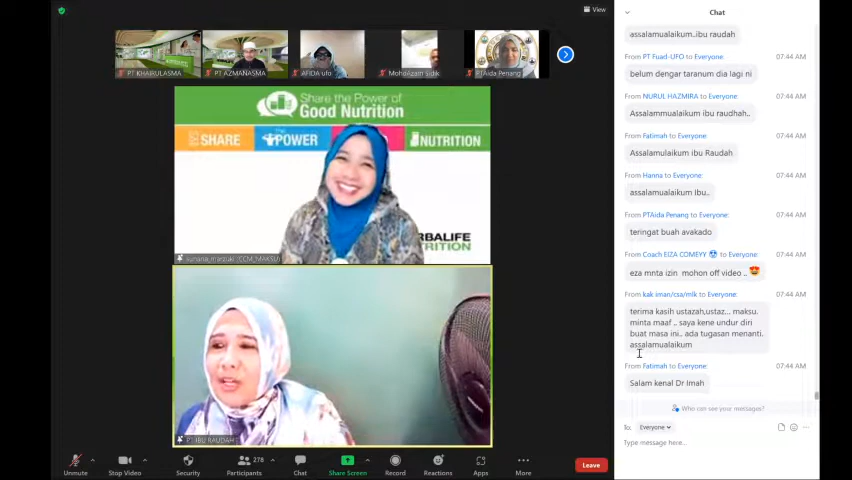 View
Chat
assalamualaikum..ibu raudah
From PT Fuad-UFO to Everyone: 07:44 AM
belum dengar taranum dia lagi ni
From NURUL HAZMIRA to Everyone: 07:44 AM
Assalammualaikum ibu raudhah..
From Fatimah to Everyone: 07:44 AM
Assalamulaikum ibu Raudah
From Hanna to Everyone: 07:44 AM
assalamualaikum Ibu..
From PTAida Penang to Everyone: 07:44 AM
teringat buah avakado
From Coach EIZA COMEYY 😍 to Everyone: 07:44 AM
eza mnta izin mohon off video .. 😍
From kak iman/csa/mlk to Everyone: 07:44 AM
terima kasih ustazah,ustaz... maksu.
minta maaf .. saya kene undur diri
buat masa ini.. ada tugasan menanti.
assalamualaikum
From Fatimah to Everyone: 07:44 AM
Salam kenal Dr Imah
Who can see your messages?
To: Everyone
Type message here...
PT KHAIRULASMA
PT AZMANASMA
AFIDA ufo
MohdAzam Sidik
PTAida Penang
Share the Power of
Good Nutrition
SHARE
POWER
NUTRITION
RBALIFE
TRITION
PT IBU RAUDAH
Unmute
Stop Video
Security
278
Participants
Chat
Share Screen
Record
Reactions
Apps
More
Leave